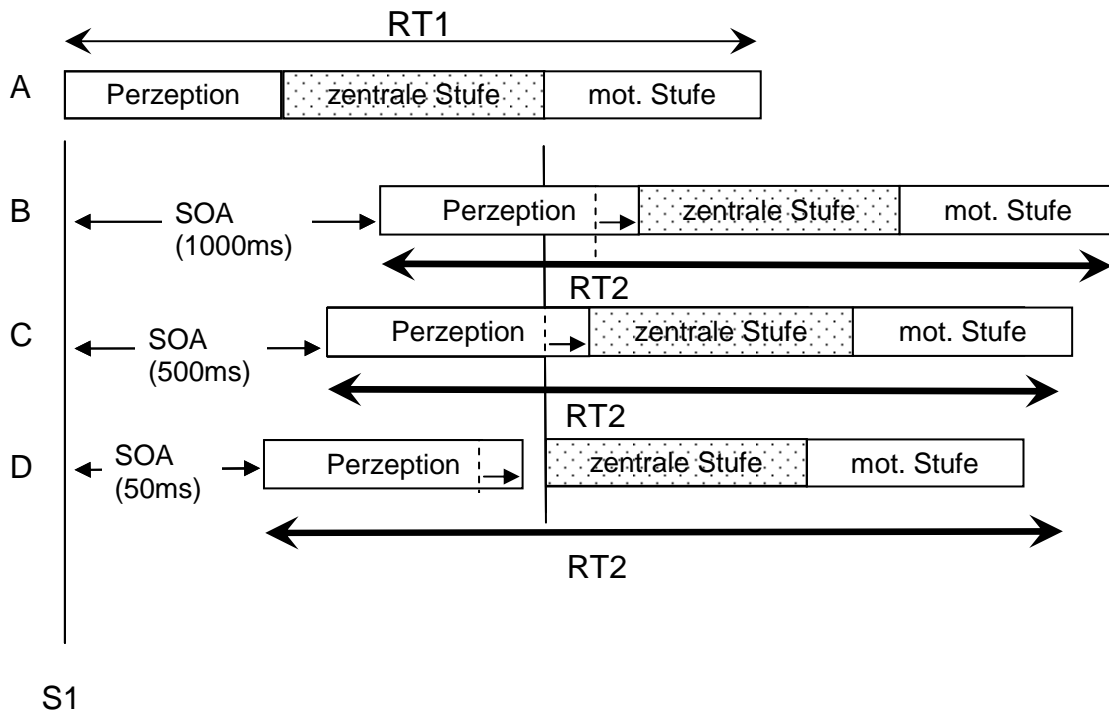 RT1
A
Perzeption zentrale Stufe mot. Stufe
B
SOA
(1000ms)
Perzeption zentrale Stufe mot. Stufe
RT2
C
SOA
(500ms)
Perzeption zentrale Stufe mot. Stufe
RT2
D
SOA
(50ms)
Perzeption zentrale Stufe mot. Stufe
RT2
S1